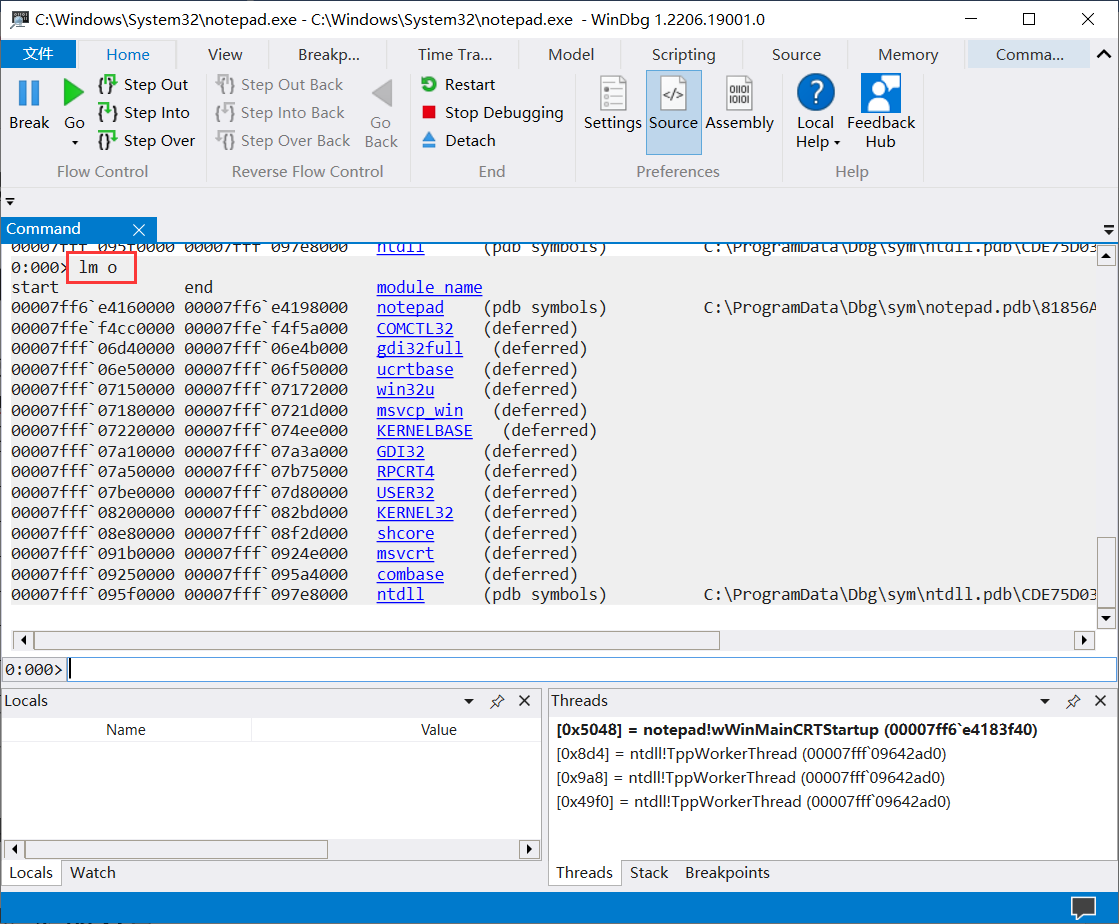 C:\Windows\System32\notepad.exe - C:\Windows\System32\notepad.exe - WinDbg 1.2206.19001.0
文件 Home View Breakp... Time Tra... Model Scripting Source Memory Comma...
Break Go Step Out Step Into Step Over Step Out Back Step Into Back Step Over Back Go Back Restart Stop Debugging Detach Settings Source Assembly Local Help Feedback Hub
Flow Control Reverse Flow Control End Preferences Help
Command
00007fff`095f0000 00007fff`097e8000 ntdll (pdb symbols) C:\ProgramData\Dbg\sym\ntdll.pdb\CDE75D03
0:000> lm o
start end module name
00007ff6`e4160000 00007ff6`e4198000 notepad (pdb symbols) C:\ProgramData\Dbg\sym\notepad.pdb\81856A
00007ffe`f4cc0000 00007ffe`f4f5a000 COMCTL32 (deferred)
00007fff`06d40000 00007fff`06e4b000 gdi32full (deferred)
00007fff`06e50000 00007fff`06f50000 ucrtbase (deferred)
00007fff`07150000 00007fff`07172000 win32u (deferred)
00007fff`07180000 00007fff`0721d000 msvcp_win (deferred)
00007fff`07220000 00007fff`074ee000 KERNELBASE (deferred)
00007fff`07a10000 00007fff`07a3a000 GDI32 (deferred)
00007fff`07a50000 00007fff`07b75000 RPCRT4 (deferred)
00007fff`07be0000 00007fff`07d80000 USER32 (deferred)
00007fff`08200000 00007fff`082bd000 KERNEL32 (deferred)
00007fff`08e80000 00007fff`08f2d000 shcore (deferred)
00007fff`091b0000 00007fff`0924e000 msvcrt (deferred)
00007fff`09250000 00007fff`095a4000 combase (deferred)
00007fff`095f0000 00007fff`097e8000 ntdll (pdb symbols) C:\ProgramData\Dbg\sym\ntdll.pdb\CDE75D03
0:000>
Locals
Name Value
Locals Watch
Threads
[0x5048] = notepad!wWinMainCRTStartup (00007ff6`e4183f40)
[0x8d4] = ntdll!TppWorkerThread (00007fff`09642ad0)
[0x9a8] = ntdll!TppWorkerThread (00007fff`09642ad0)
[0x49f0] = ntdll!TppWorkerThread (00007fff`09642ad0)
Threads Stack Breakpoints